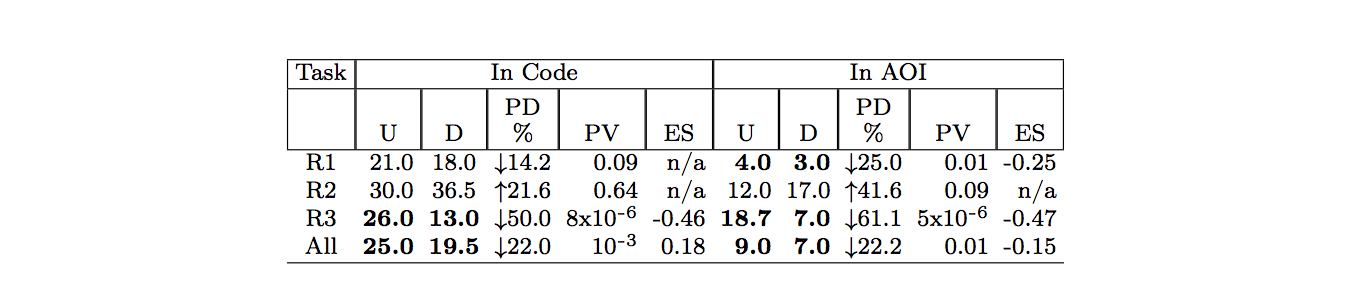 Task In Code In AOI
PD PD
U D % PV ES U D % PV ES
R1 21.0 18.0 ↓14.2 0.09 n/a 4.0 3.0 ↓25.0 0.01 -0.25
R2 30.0 36.5 ↑21.6 0.64 n/a 12.0 17.0 ↑41.6 0.09 n/a
R3 26.0 13.0 ↓50.0 8x10⁻⁶ -0.46 18.7 7.0 ↓61.1 5x10⁻⁶ -0.47
All 25.0 19.5 ↓22.0 10⁻³ 0.18 9.0 7.0 ↓22.2 0.01 -0.15